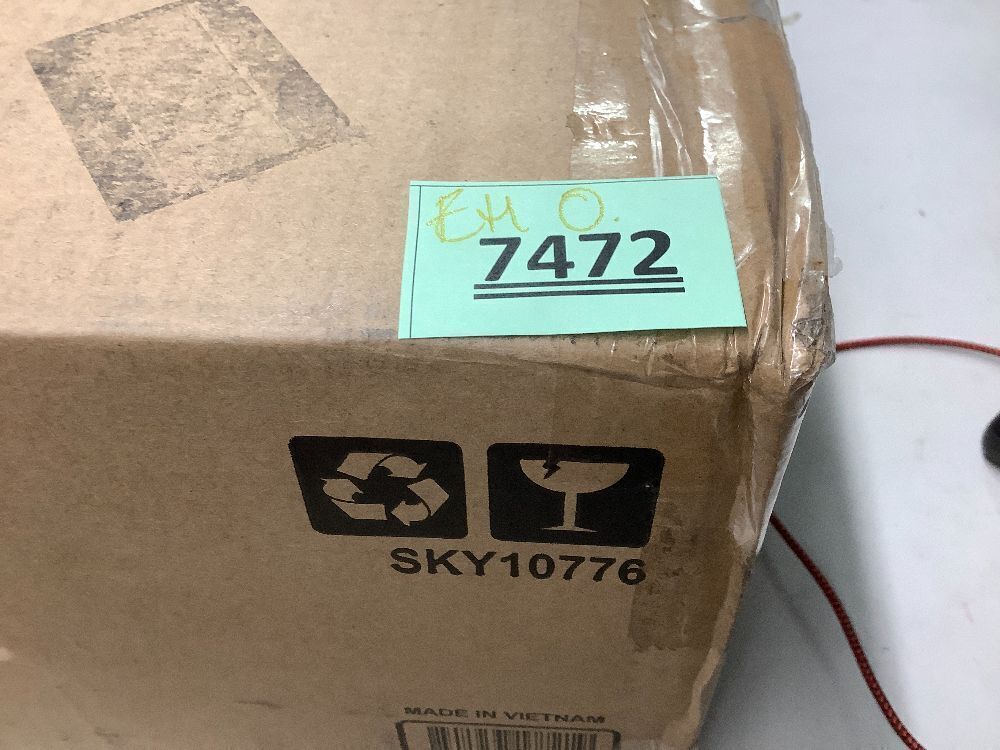 EH O.
7472
SKY10776
MADE IN VIETNAM